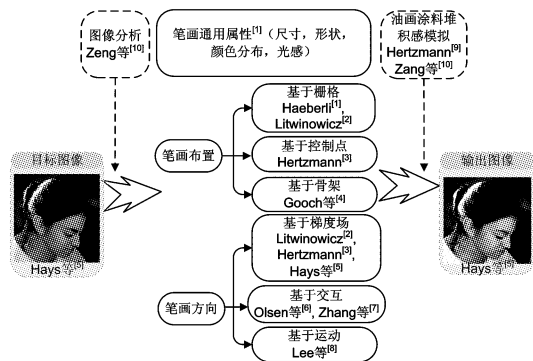 图像分析
Zeng等[10]
笔画通用属性[1]（尺寸，形状，
颜色分布，光感）
油画涂料堆
积感模拟
Hertzmann[9]
Zang等[10]
目标图像
Hays等[5]
笔画布置
基于栅格
Haeberli[1],
Litwinowicz[2]
基于控制点
Hertzmann[3]
基于骨架
Gooch等[4]
笔画方向
基于梯度场
Litwinowicz[2],
Hertzmann[3],
Hays等[5]
基于交互
Olsen等[6], Zhang等[7]
基于运动
Lee等[8]
输出图像
Hays等[5]